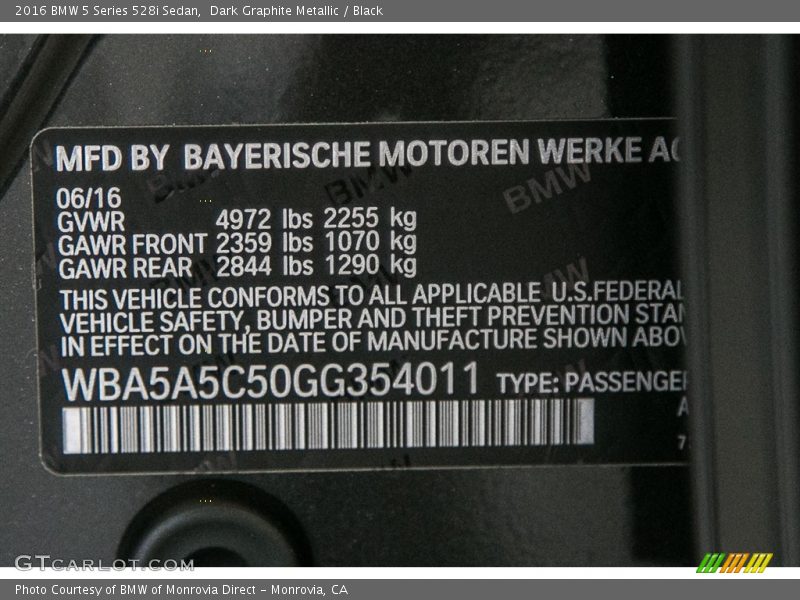 2016 BMW 5 Series 528i Sedan, Dark Graphite Metallic / Black
MFD BY BAYERISCHE MOTOREN WERKE AG
06/16
GVWR 4972 lbs 2255 kg
GAWR FRONT 2359 lbs 1070 kg
GAWR REAR 2844 lbs 1290 kg
THIS VEHICLE CONFORMS TO ALL APPLICABLE U.S.FEDERAL
VEHICLE SAFETY, BUMPER AND THEFT PREVENTION STAN
IN EFFECT ON THE DATE OF MANUFACTURE SHOWN ABOV
WBA5A5C50GG354011 TYPE: PASSENGER
A
7
GTCARLOT.COM
Photo Courtesy of BMW of Monrovia Direct - Monrovia, CA